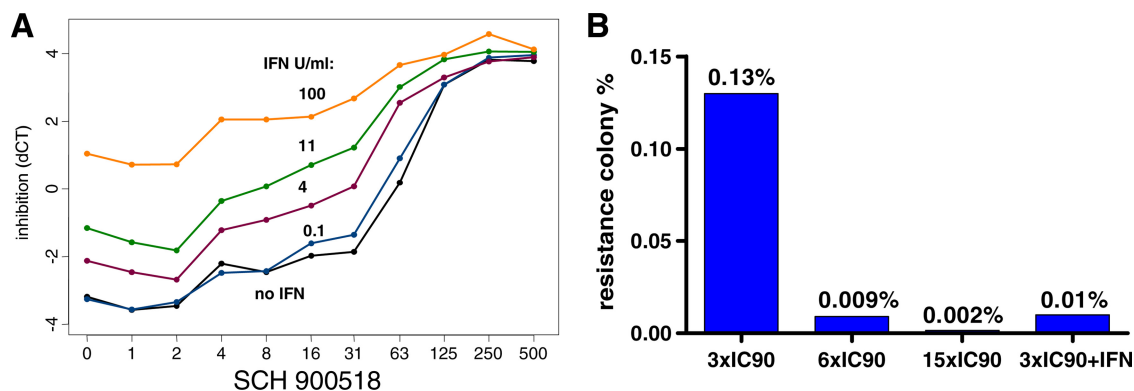 A
inhibition (dCT)
4
2
0
-2
-4
IFN U/ml:
100
11
4
0.1
no IFN
0 1 2 4 8 16 31 63 125 250 500
SCH 900518
B
resistance colony %
0.15
0.10
0.05
0.00
0.13%
0.009%
0.002%
0.01%
3xIC90 6xIC90 15xIC90 3xIC90+IFN